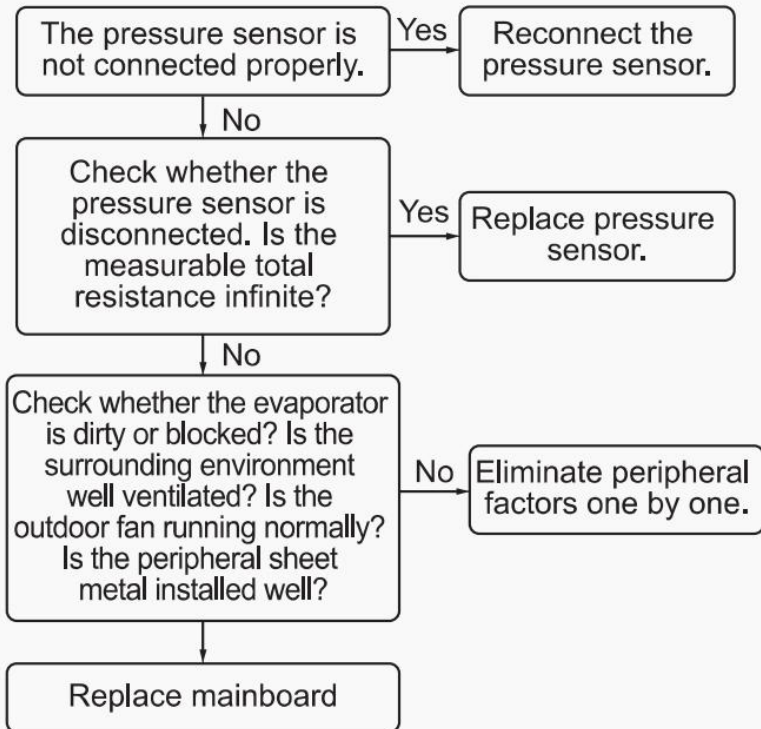 The pressure sensor is
not connected properly.
Yes
Reconnect the
pressure sensor.
No
Check whether the
pressure sensor is
disconnected. Is the
measurable total
resistance infinite?
Yes
Replace pressure
sensor.
No
Check whether the evaporator
is dirty or blocked? Is the
surrounding environment
well ventilated? Is the
outdoor fan running normally?
Is the peripheral sheet
metal installed well?
No
Eliminate peripheral
factors one by one.
Replace mainboard